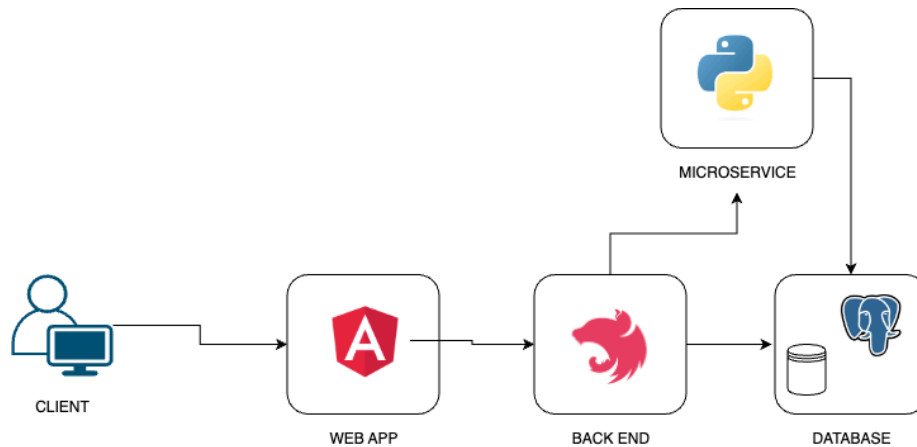 MICROSERVICE
CLIENT
WEB APP
BACK END
DATABASE